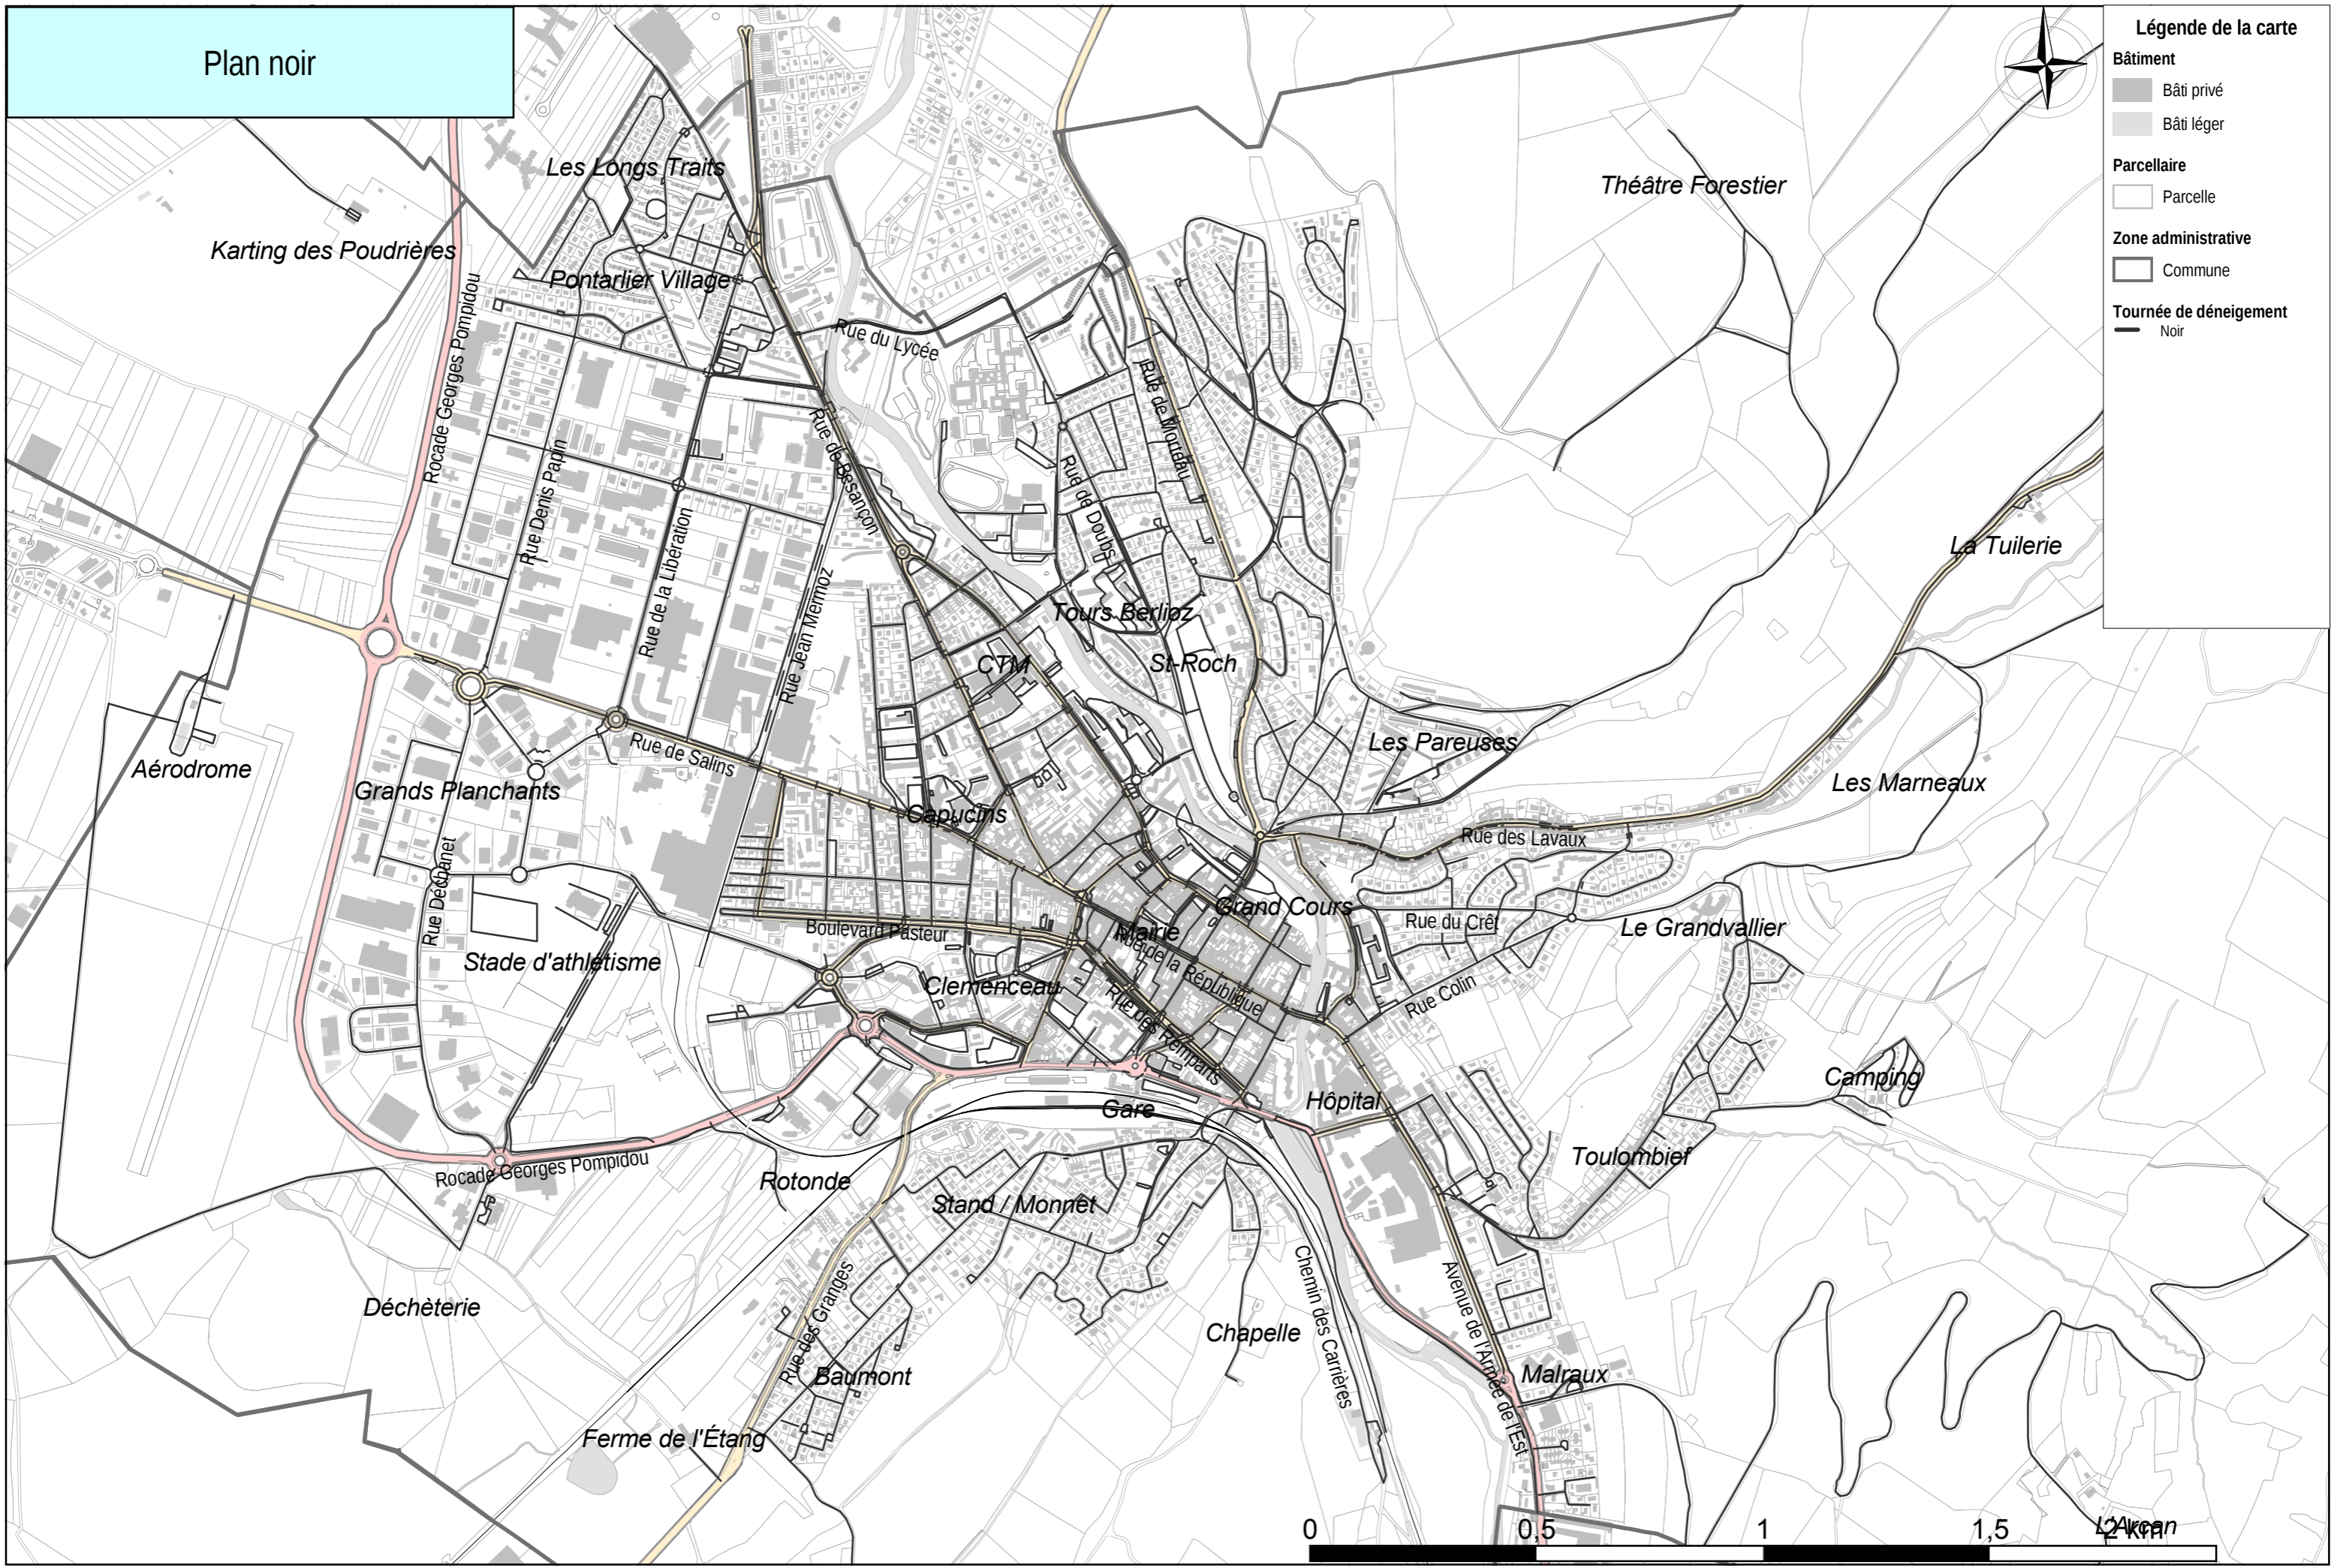 Plan noir
Légende de la carte
Bâtiment
Bâti privé
Bâti léger
Parcellaire
Parcelle
Zone administrative
Commune
Tournée de déneigement
Noir
Les Longs Traits
Théâtre Forestier
Karting des Poudrières
Pontarlier Village
Rocade Georges Pompidou
Rue du Lycée
Rue de Morteau
Rue de Besançon
Rue Denis Papin
Rue de Doubs
Rue de la Libération
La Tuilerie
Rue Jean Mermoz
Tours Berlioz
CTM
St-Roch
Les Pareuses
Rue de Salins
Aérodrome
Grands Planchants
Les Marneaux
Capucins
Rue des Lavaux
Rue Déchanet
Grand Cours
Rue du Crêt
Le Grandvallier
Boulevard Pasteur
Mairie
Rue de la République
Stade d'athlétisme
Clemenceau
Rue des Remparts
Rue Colin
Camping
Gare
Hôpital
Toulombief
Rocade Georges Pompidou
Rotonde
Stand / Monnet
Chemin des Carrières
Avenue de l'Armée de l'Est
Déchèterie
Rue des Granges
Chapelle
Baumont
Malraux
Ferme de l'Étang
0
0,5
1
1,5
2 km
L'Arçan